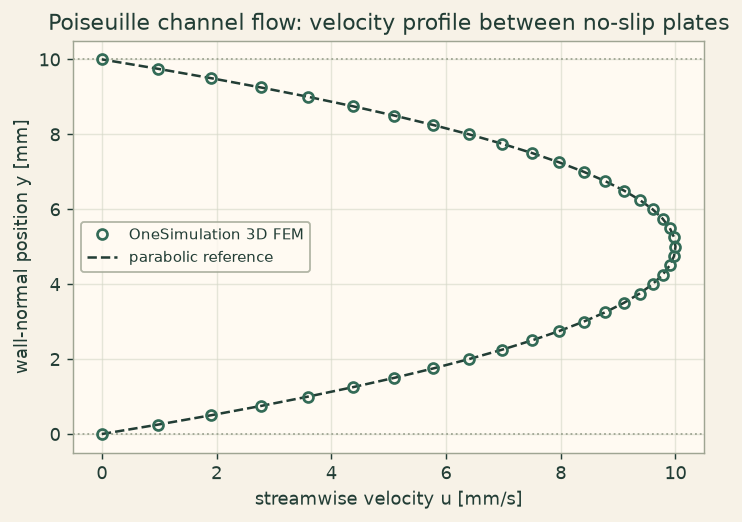 Poiseuille channel flow: velocity profile between no-slip plates
wall-normal position y [mm]
10
8
6
4
2
0
OneSimulation 3D FEM
parabolic reference
0 2 4 6 8 10
streamwise velocity u [mm/s]